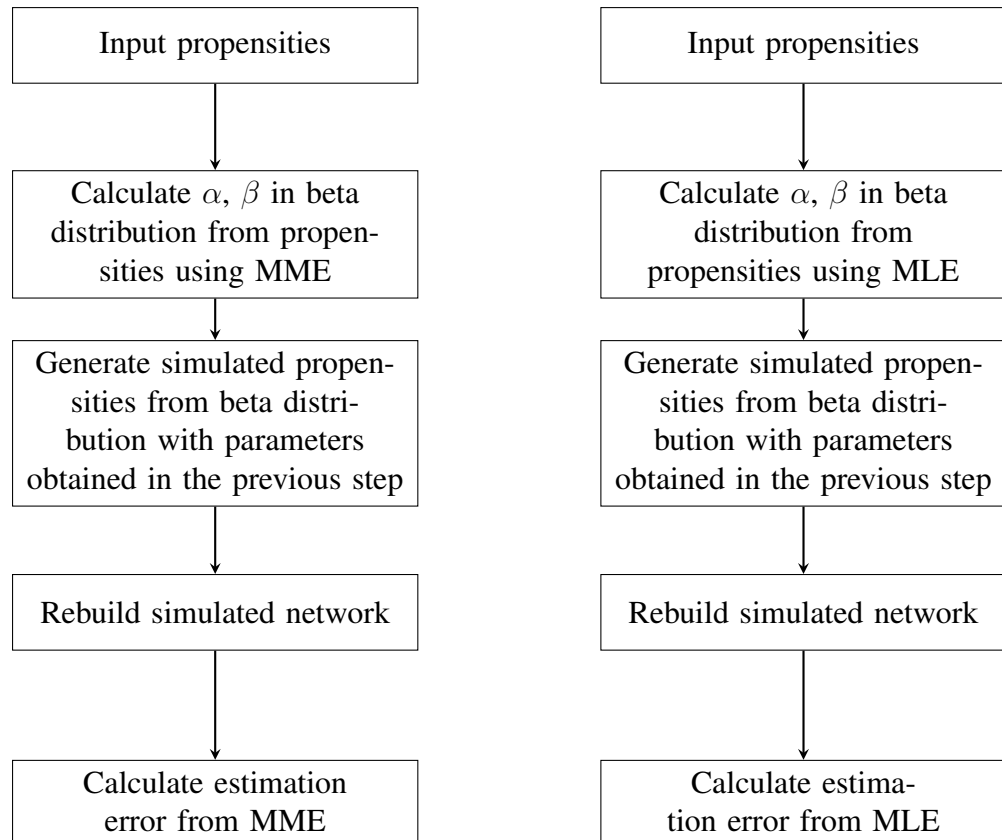 Input propensities
Calculate α, β in beta
distribution from propen-
sities using MME
Generate simulated propen-
sities from beta distri-
bution with parameters
obtained in the previous step
Rebuild simulated network
Calculate estimation
error from MME
Input propensities
Calculate α, β in beta
distribution from
propensities using MLE
Generate simulated propen-
sities from beta distri-
bution with parameters
obtained in the previous step
Rebuild simulated network
Calculate estima-
tion error from MLE